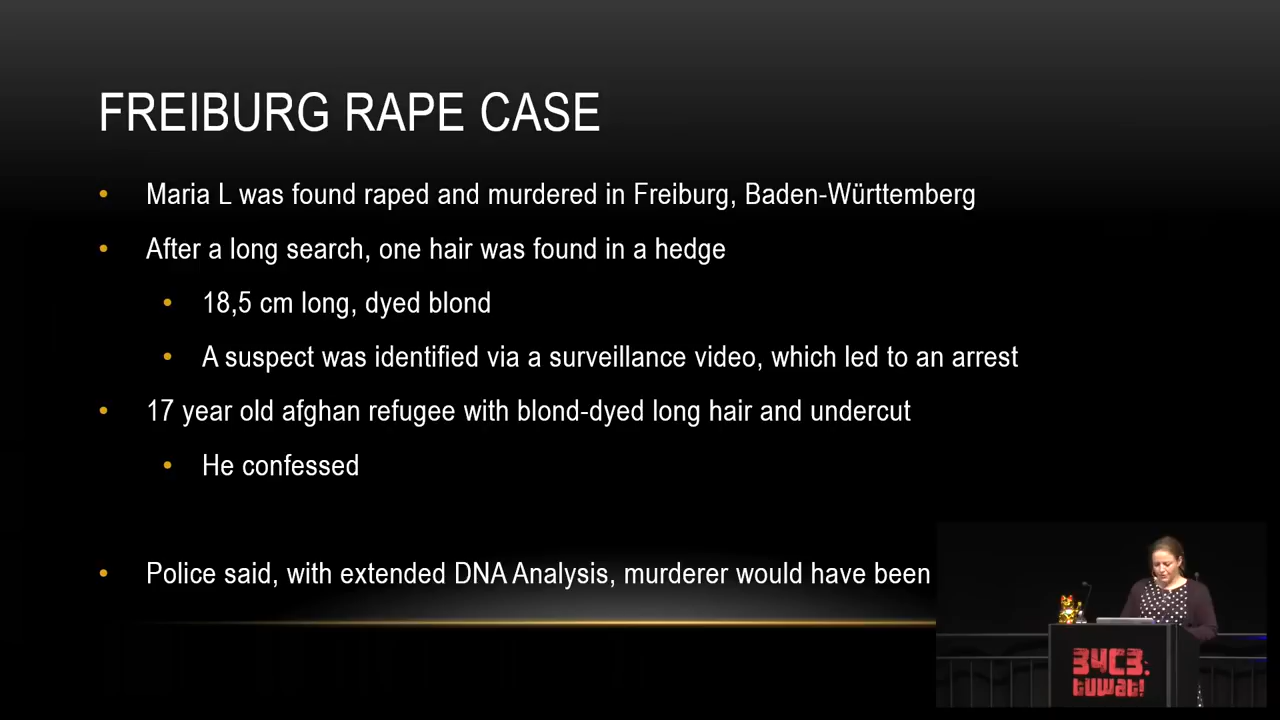 FREIBURG RAPE CASE
• Maria L was found raped and murdered in Freiburg, Baden-Württemberg
• After a long search, one hair was found in a hedge
• 18,5 cm long, dyed blond
• A suspect was identified via a surveillance video, which led to an arrest
• 17 year old afghan refugee with blond-dyed long hair and undercut
• He confessed
• Police said, with extended DNA Analysis, murderer would have been
34C3.
tuwat!